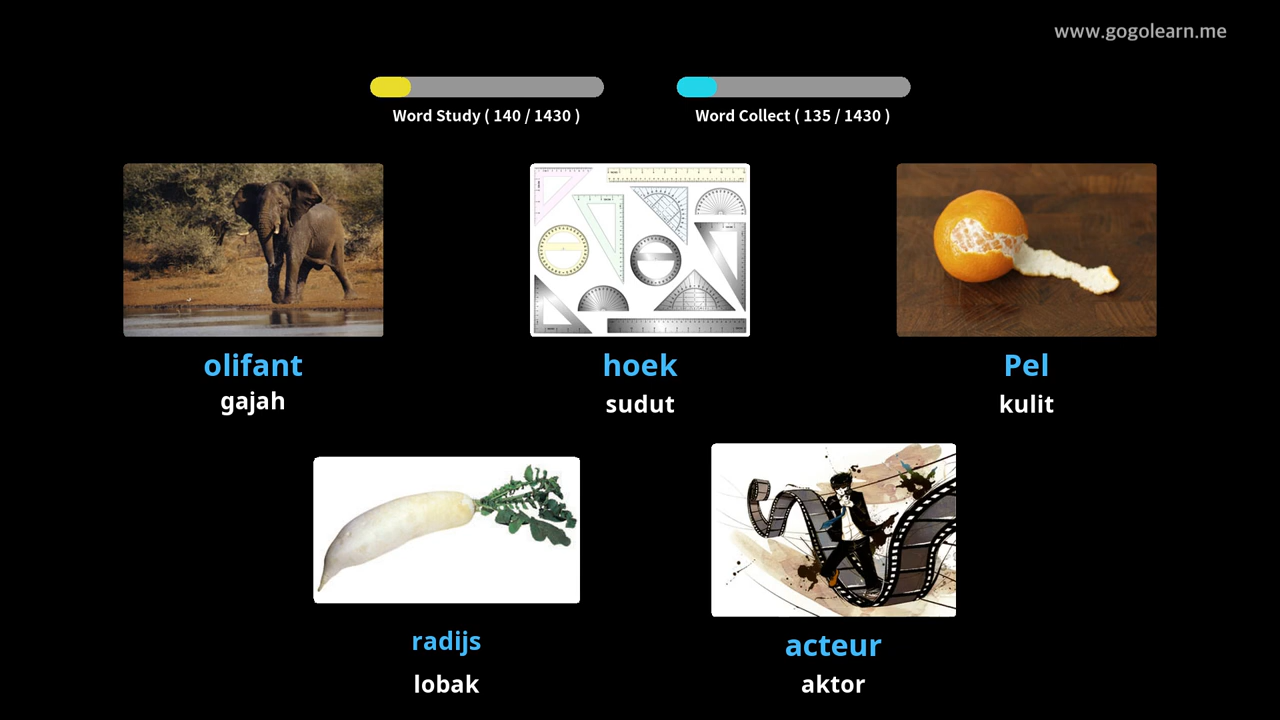 www.gogolearn.me
Word Study ( 140 / 1430 )
Word Collect ( 135 / 1430 )
olifant
gajah
hoek
sudut
Pel
kulit
radijs
lobak
acteur
aktor